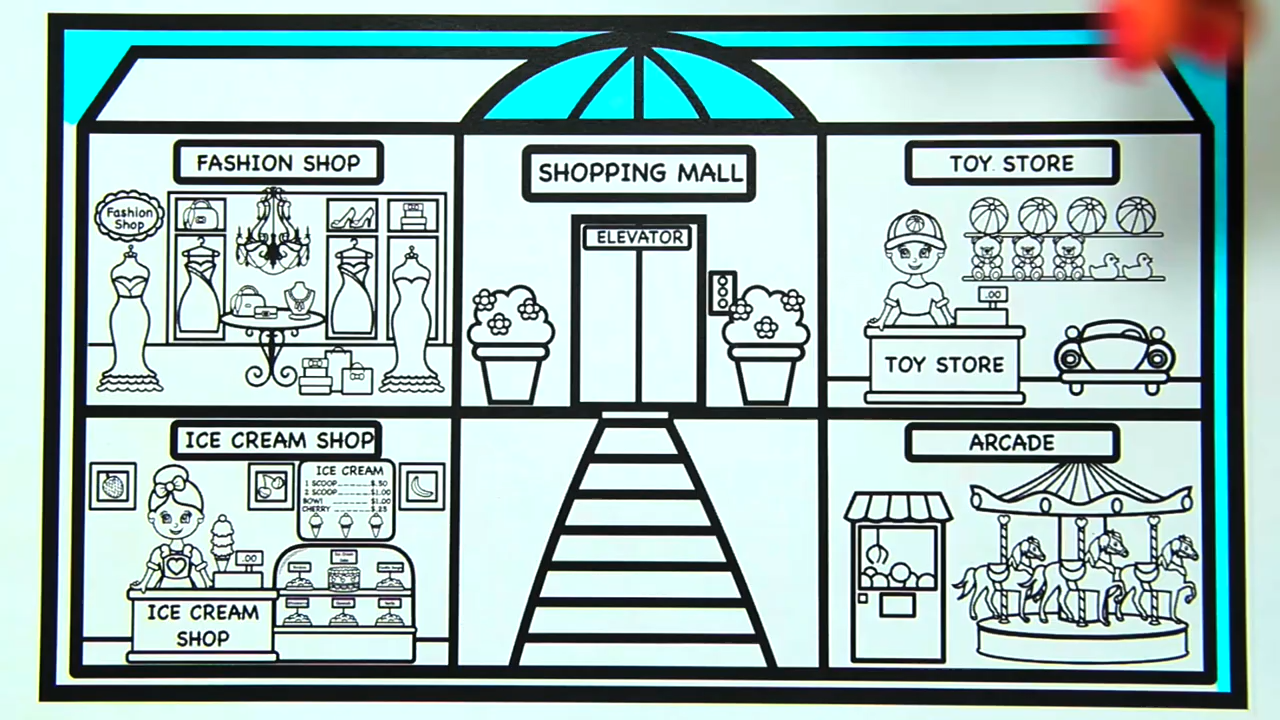 FASHION SHOP
SHOPPING MALL
TOY STORE
Fashion
Shop
ELEVATOR
.00
TOY STORE
ICE CREAM SHOP
ARCADE
ICE CREAM
1 SCOOP..........$.50
2 SCOOP..........$1.00
BOWL ..........$1.00
CHERRY ..........$.25
.00
ICE CREAM
SHOP